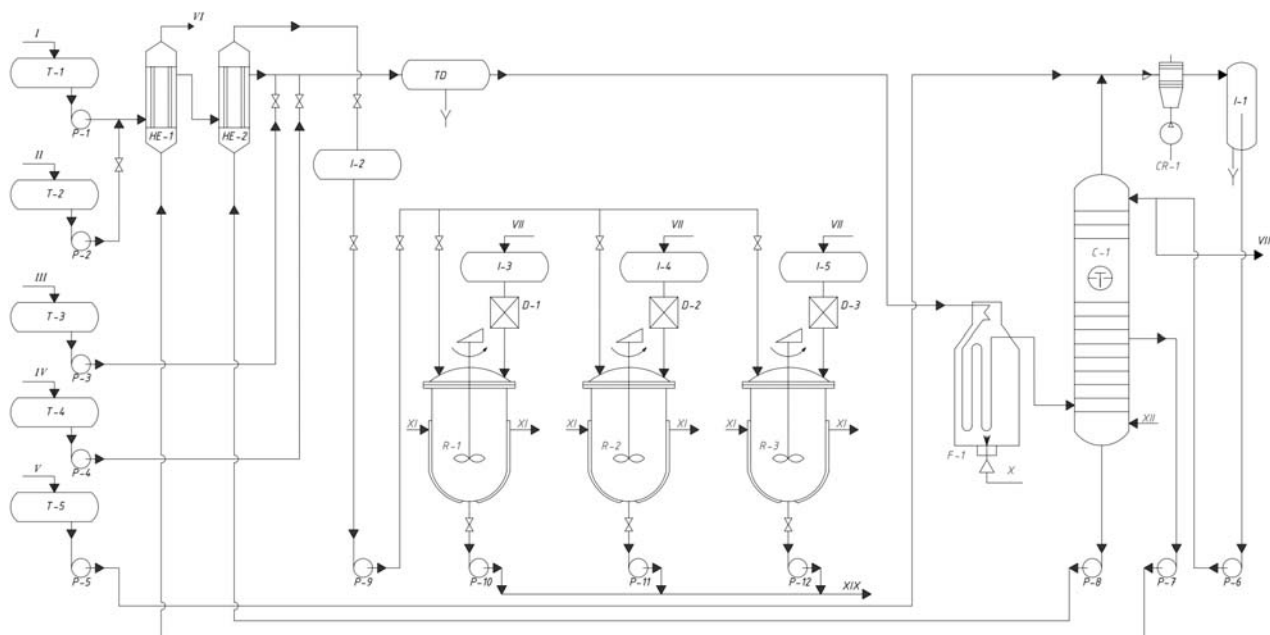 I
T-1
P-1
II
T-2
P-2
III
T-3
P-3
IV
T-4
P-4
V
T-5
P-5
VI
HE-1
HE-2
TD
I-2
P-9
VII
I-3
D-1
VII
I-4
D-2
VII
I-5
D-3
XI
R-1
XI
XI
R-2
XI
XI
R-3
XI
P-10
P-11
P-12
XIX
F-1
X
C-1
T
XII
CR-1
I-1
VII
P-8
P-7
P-6